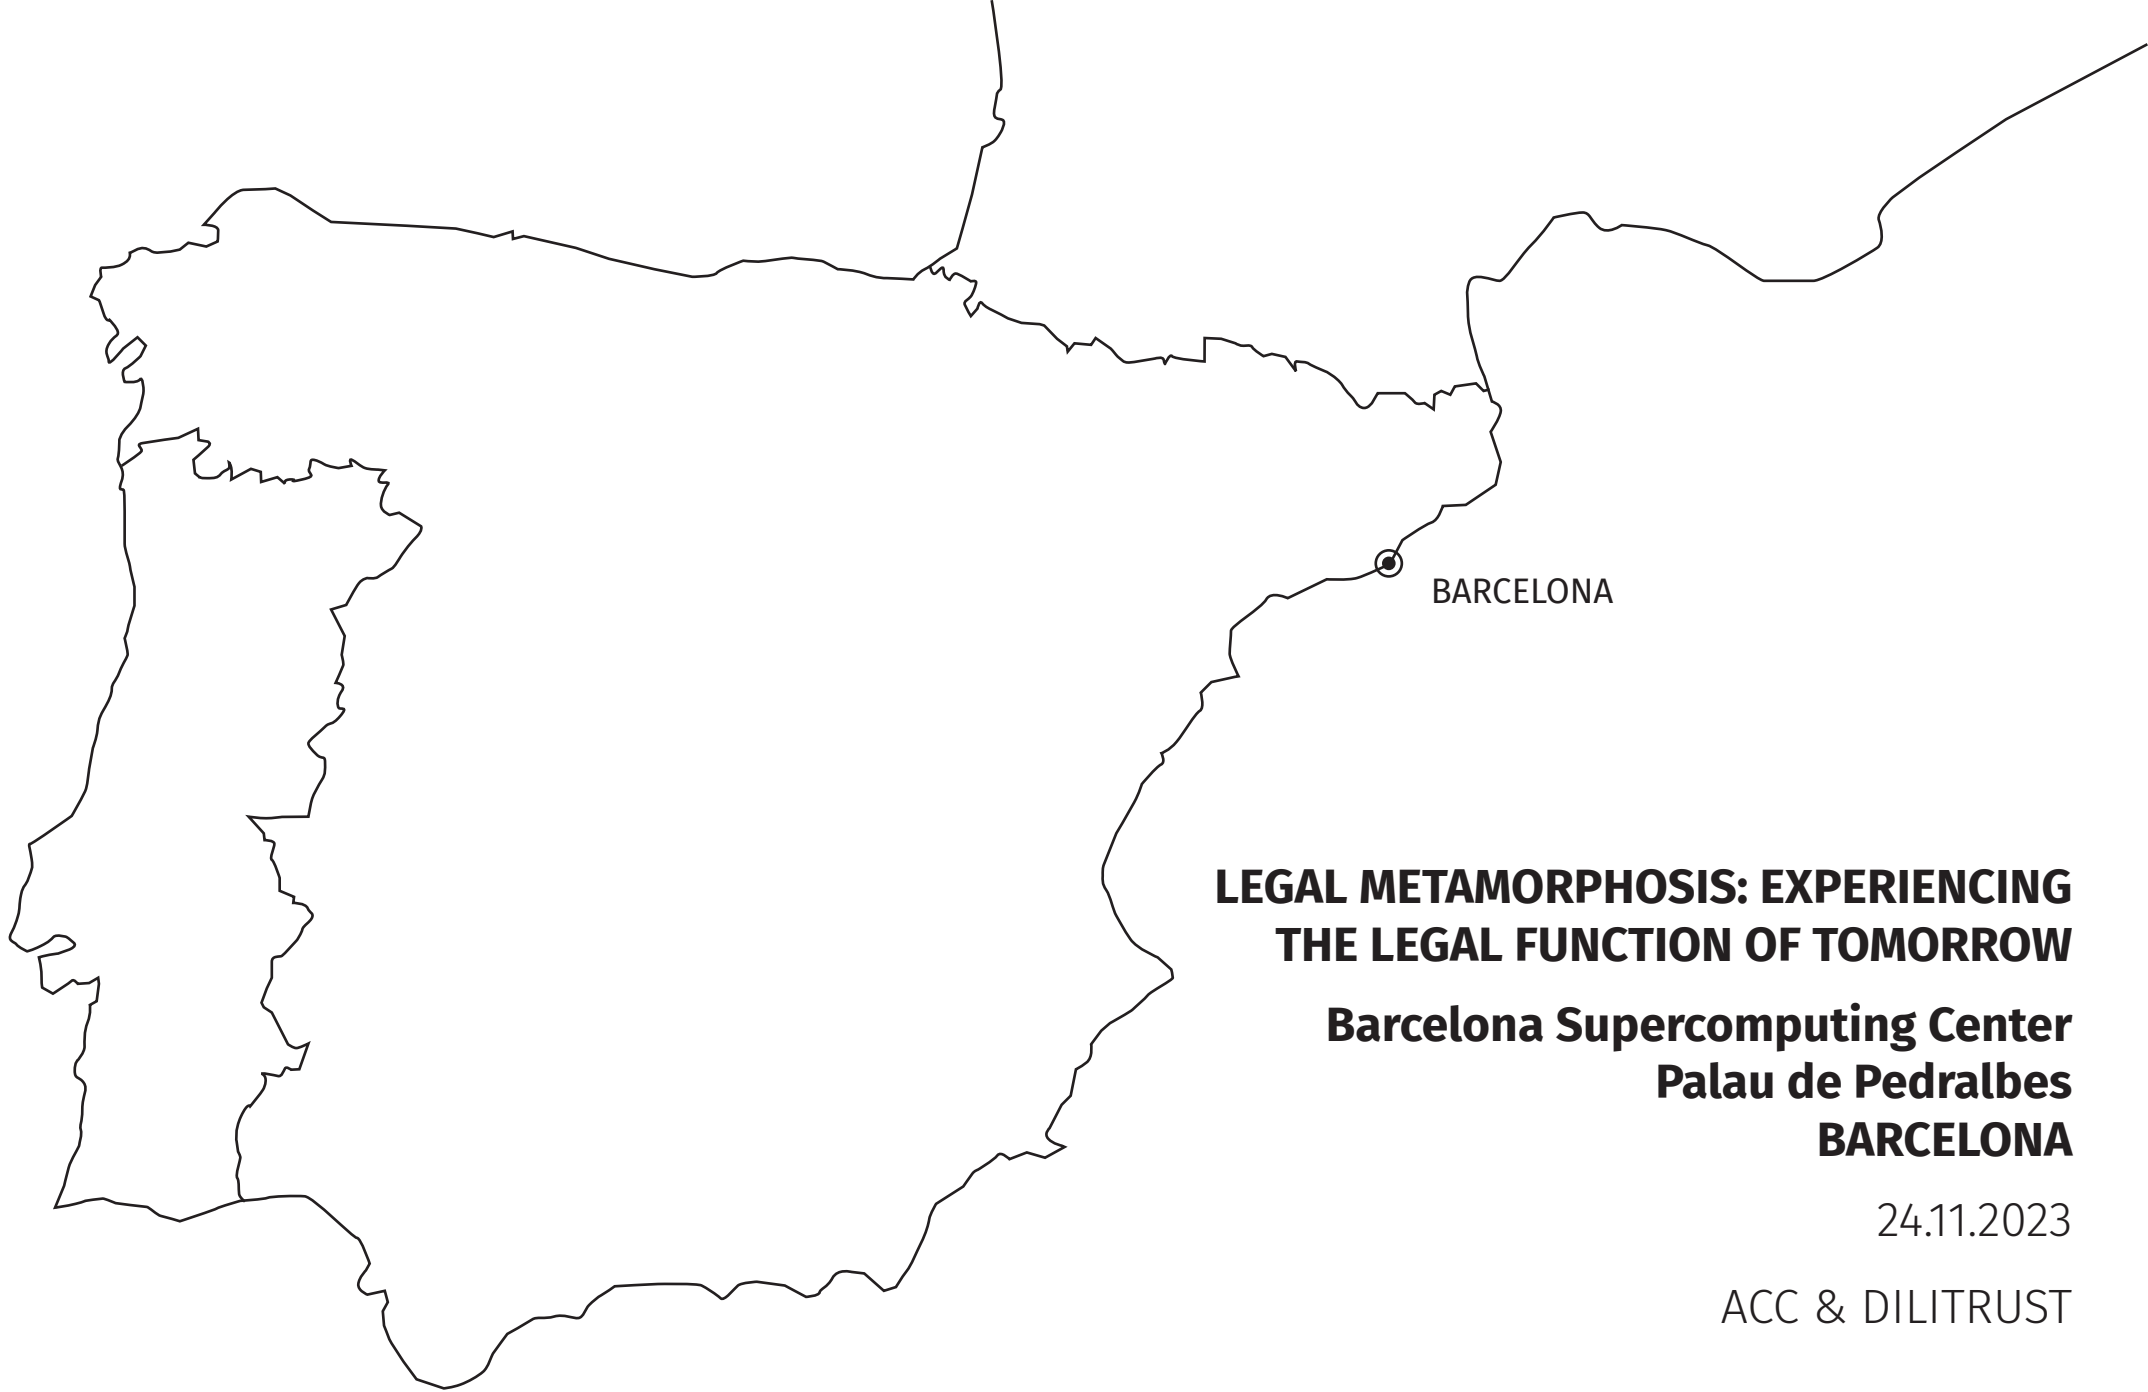 BARCELONA
LEGAL METAMORPHOSIS: EXPERIENCING
THE LEGAL FUNCTION OF TOMORROW
Barcelona Supercomputing Center
Palau de Pedralbes
BARCELONA
24.11.2023
ACC & DILITRUST